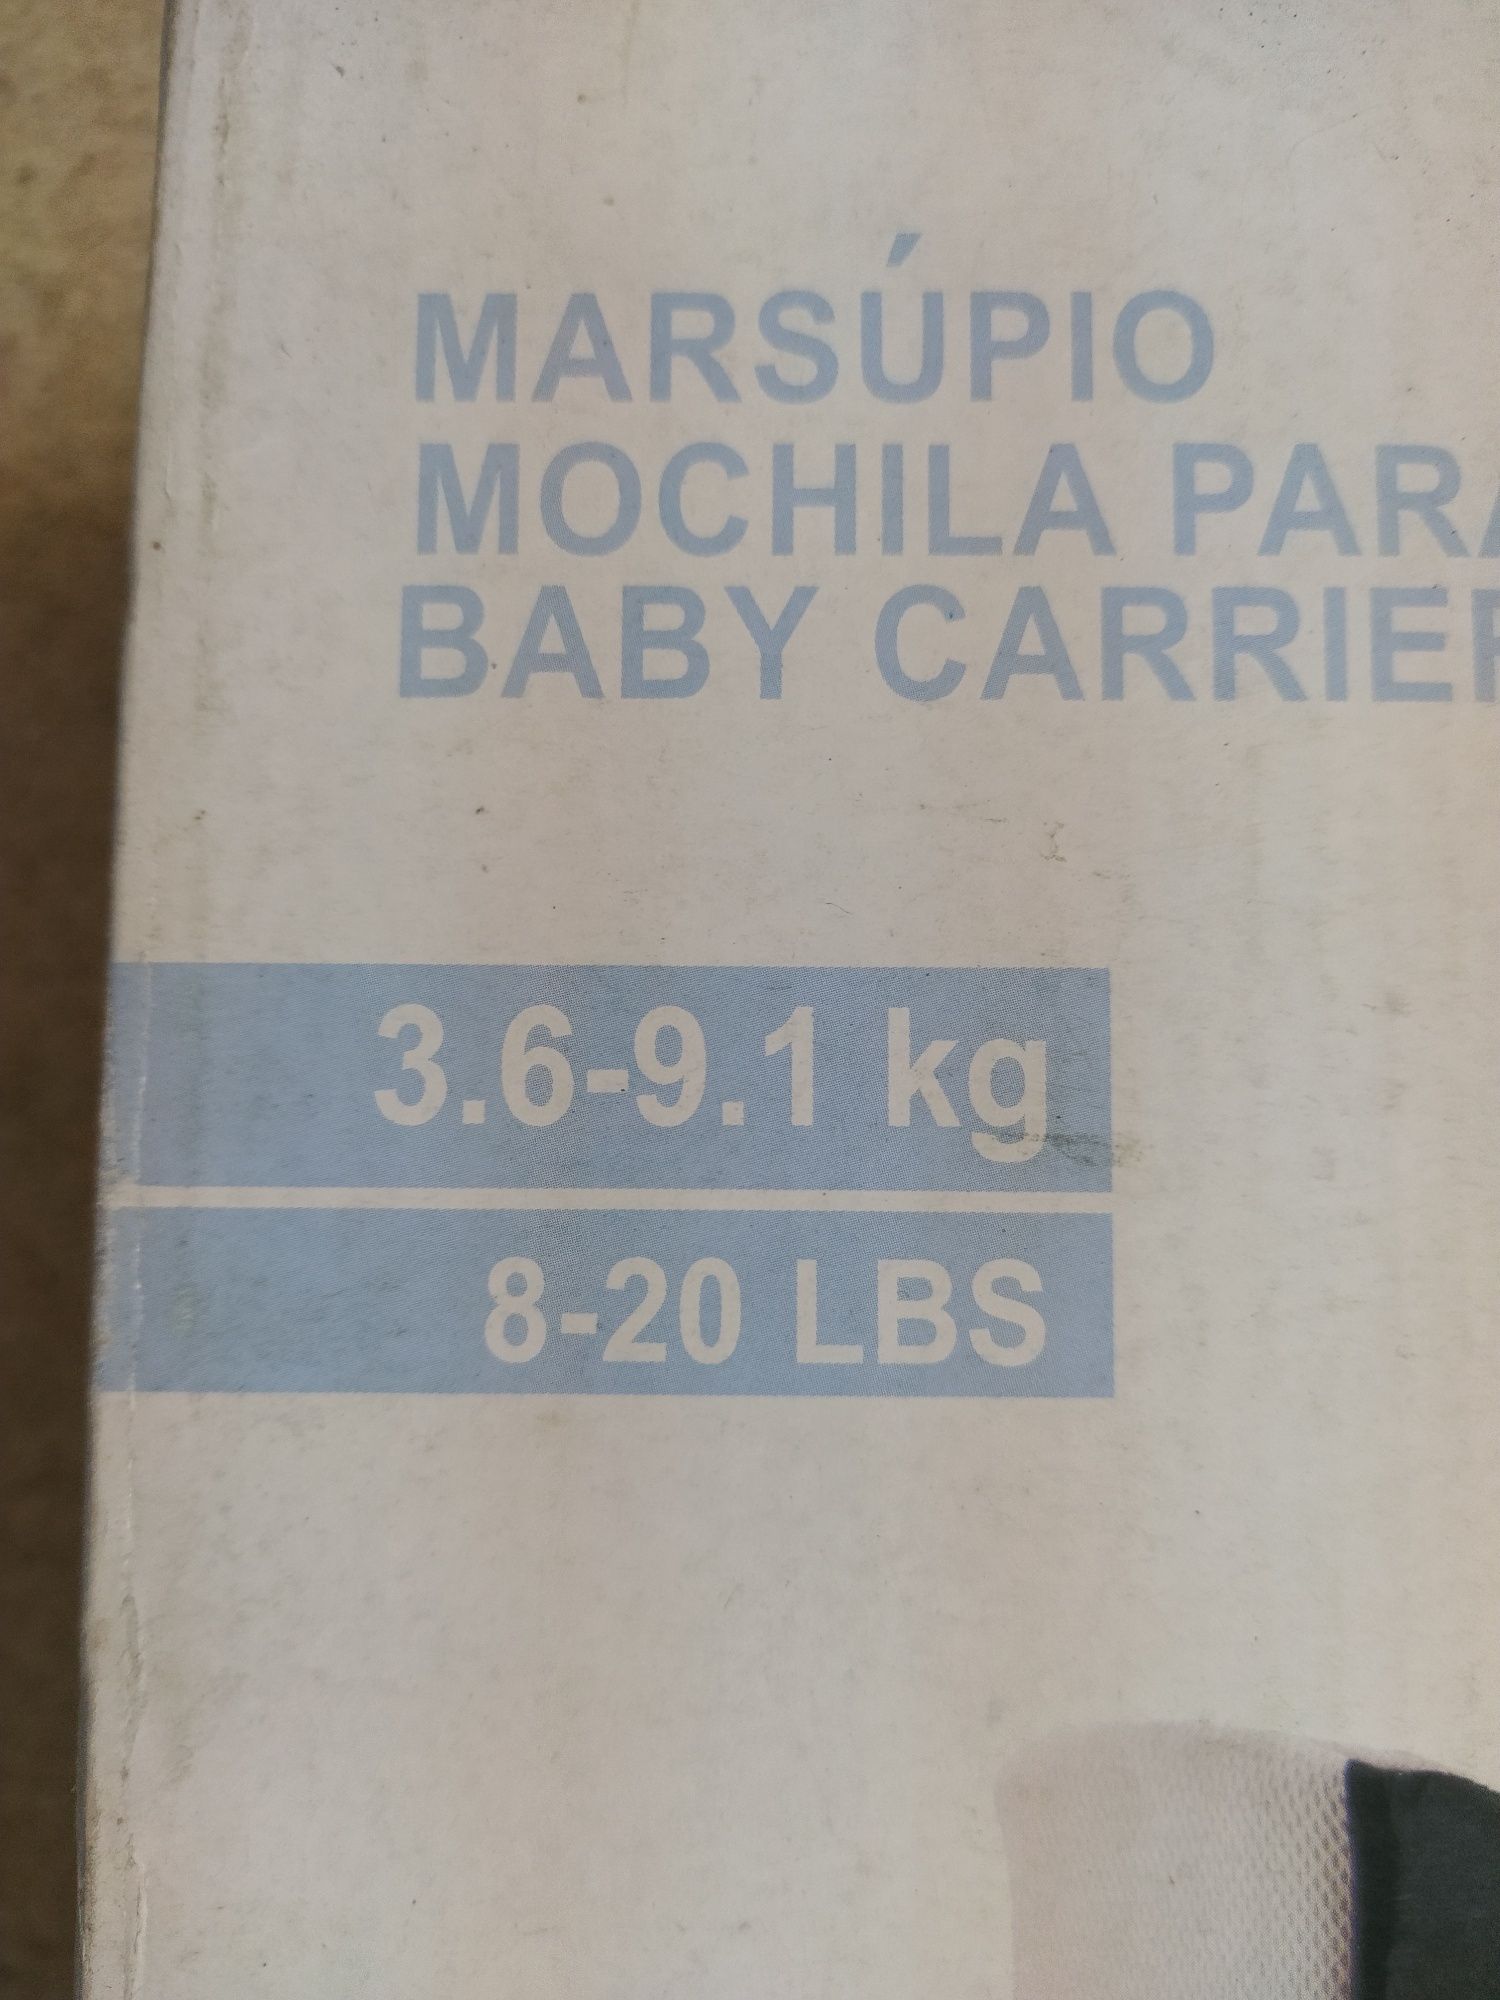 MARSÚPIO
MOCHILA PARA
BABY CARRIER
3.6-9.1 kg
8-20 LBS